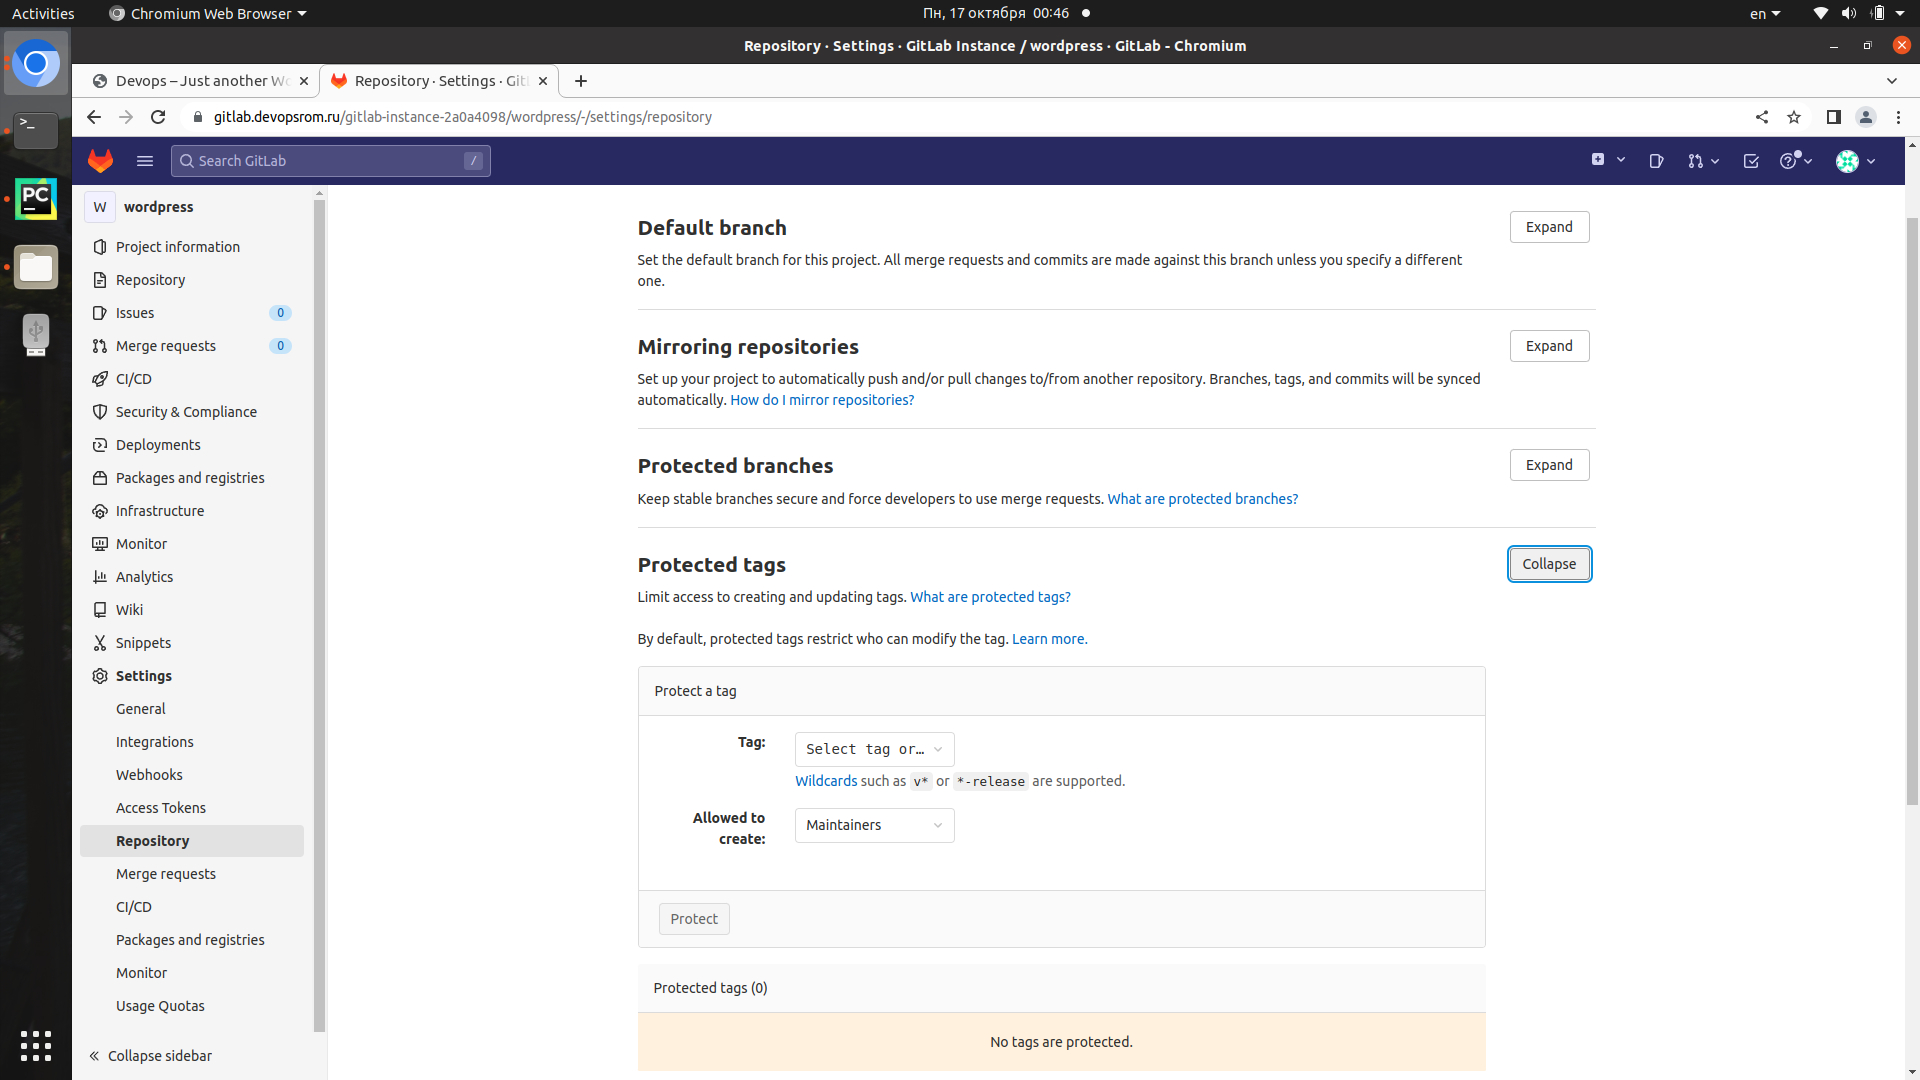 Activities
Chromium Web Browser
Пн, 17 октября 00:46
en
Repository · Settings · GitLab Instance / wordpress · GitLab - Chromium
Devops – Just another
Repository · Settings ·
gitlab.devopsrom.ru/gitlab-instance-2a0a4098/wordpress/-/settings/repository
Search GitLab
/
W
wordpress
Project information
Repository
Issues
0
Merge requests
0
CI/CD
Security & Compliance
Deployments
Packages and registries
Infrastructure
Monitor
Analytics
Wiki
Snippets
Settings
General
Integrations
Webhooks
Access Tokens
Repository
Merge requests
CI/CD
Packages and registries
Monitor
Usage Quotas
Collapse sidebar
Default branch
Expand
Set the default branch for this project. All merge requests and commits are made against this branch unless you specify a different
one.
Mirroring repositories
Expand
Set up your project to automatically push and/or pull changes to/from another repository. Branches, tags, and commits will be synced
automatically. How do I mirror repositories?
Protected branches
Expand
Keep stable branches secure and force developers to use merge requests. What are protected branches?
Protected tags
Collapse
Limit access to creating and updating tags. What are protected tags?
By default, protected tags restrict who can modify the tag. Learn more.
Protect a tag
Tag:
Select tag or…
Wildcards such as v* or *-release are supported.
Allowed to
create:
Maintainers
Protect
Protected tags (0)
No tags are protected.
PC